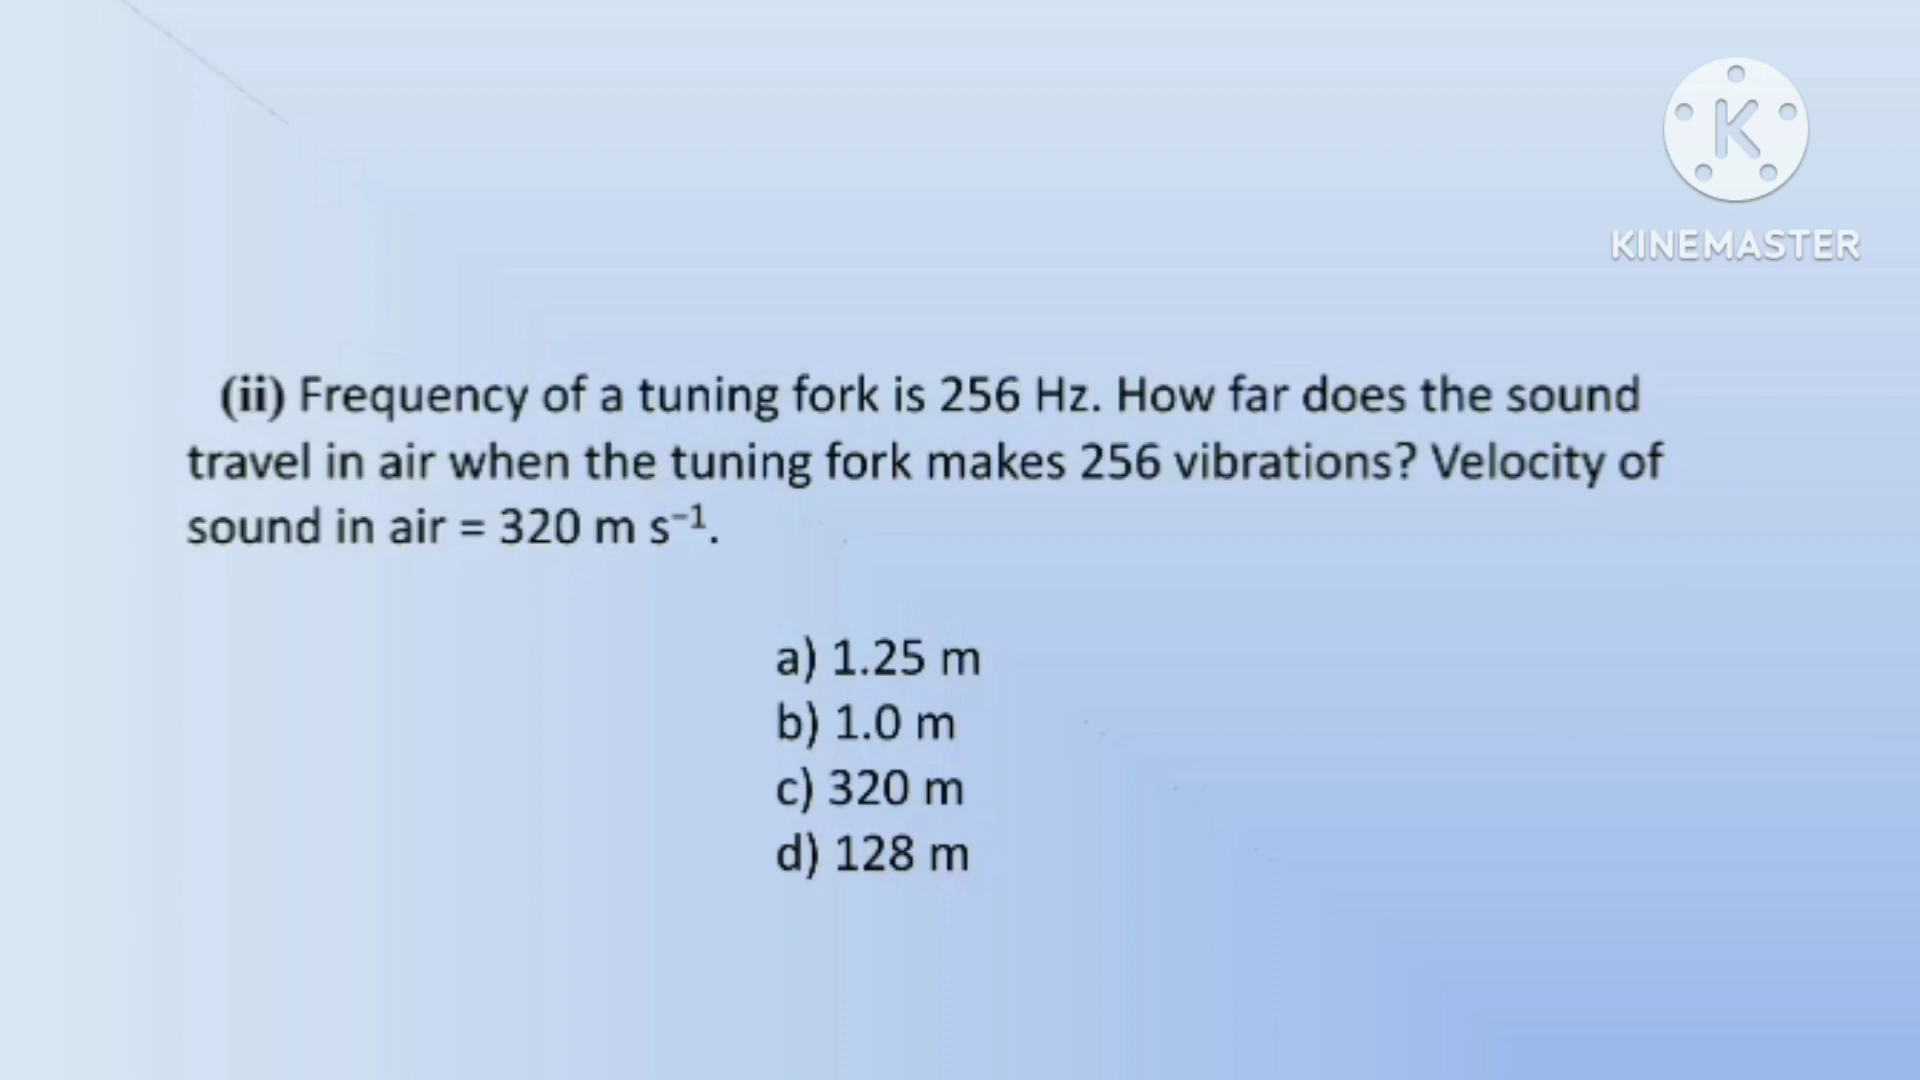 K
KINEMASTER
(ii) Frequency of a tuning fork is 256 Hz. How far does the sound
travel in air when the tuning fork makes 256 vibrations? Velocity of
sound in air = 320 m s⁻¹.
a) 1.25 m
b) 1.0 m
c) 320 m
d) 128 m